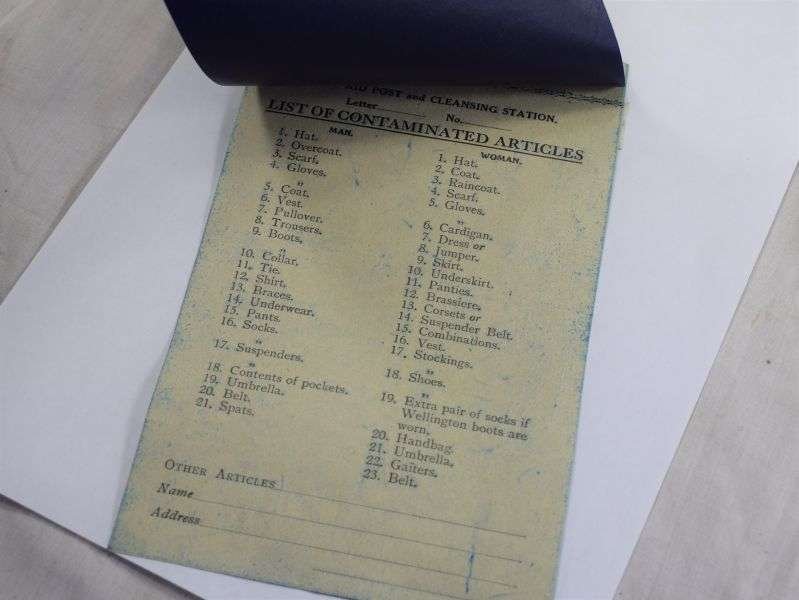 AID POST and CLEANSING STATION.
Letter No.
LIST OF CONTAMINATED ARTICLES
MAN.
1. Hat.
2. Overcoat.
3. Scarf.
4. Gloves.
„
5. Coat.
6. Vest.
7. Pullover.
8. Trousers.
9. Boots.
„
10. Collar.
11. Tie.
12. Shirt.
13. Braces.
14. Underwear.
15. Pants.
16. Socks.
„
17. Suspenders.
„
18. Contents of pockets.
19. Umbrella.
20. Belt.
21. Spats.
WOMAN.
1. Hat.
2. Coat.
3. Raincoat.
4. Scarf.
5. Gloves.
„
6. Cardigan.
7. Dress or
8. Jumper.
9. Skirt.
10. Underskirt.
11. Panties.
12. Brassiere.
13. Corsets or
14. Suspender Belt.
15. Combinations.
16. Vest.
17. Stockings.
„
18. Shoes.
„
19. Extra pair of socks if
Wellington boots are
worn.
20. Handbag.
21. Umbrella.
22. Gaiters.
23. Belt.
OTHER ARTICLES
Name
Address